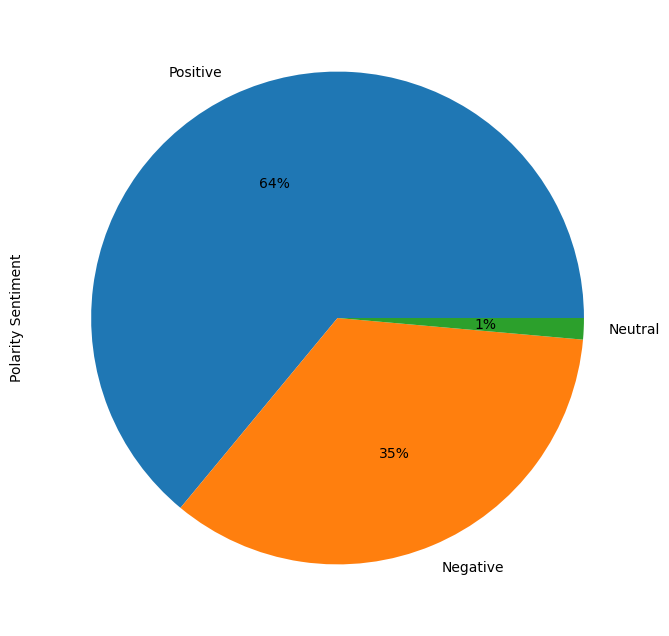 Positive
64%
Polarity Sentiment
1%
Neutral
35%
Negative